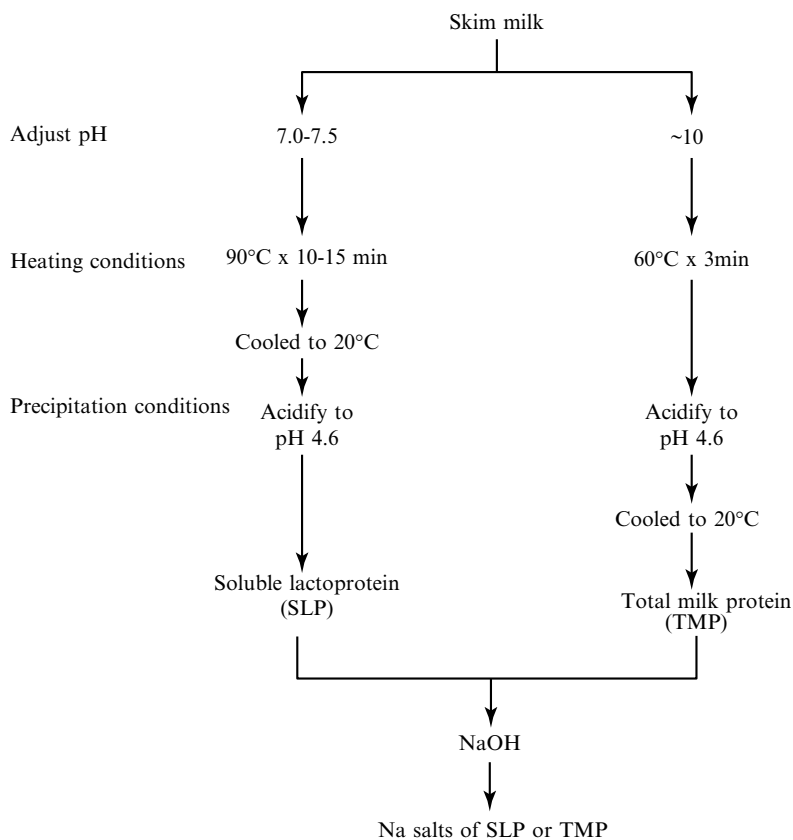 Skim milk
Adjust pH
7.0-7.5
~10
Heating conditions
90°C x 10-15 min
60°C x 3min
Cooled to 20°C
Precipitation conditions
Acidify to
pH 4.6
Acidify to
pH 4.6
Cooled to 20°C
Soluble lactoprotein
(SLP)
Total milk protein
(TMP)
NaOH
Na salts of SLP or TMP